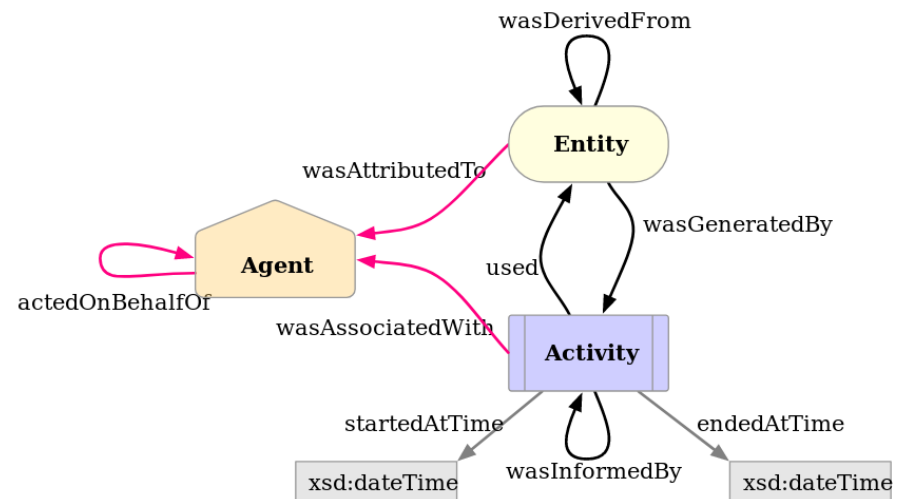 wasDerivedFrom
Entity
wasAttributedTo
wasGeneratedBy
Agent
used
actedOnBehalfOf
wasAssociatedWith
Activity
startedAtTime
endedAtTime
wasInformedBy
xsd:dateTime
xsd:dateTime